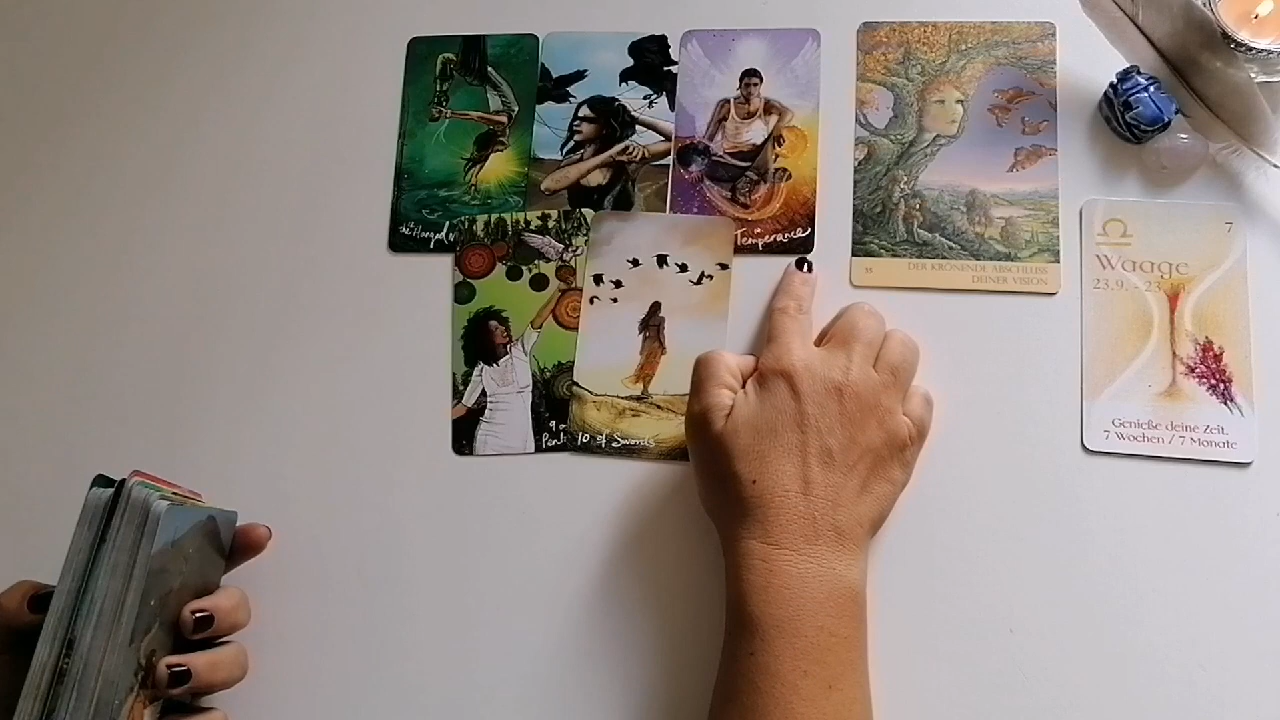 the Hanged
Temperance
9 of
Pent
10 of Swords
55 DER KRÖNENDE ABSCHLUSS
DEINER VISION
7
Waage
23.9. - 23.10
Genieße deine Zeit.
7 Wochen / 7 Monate